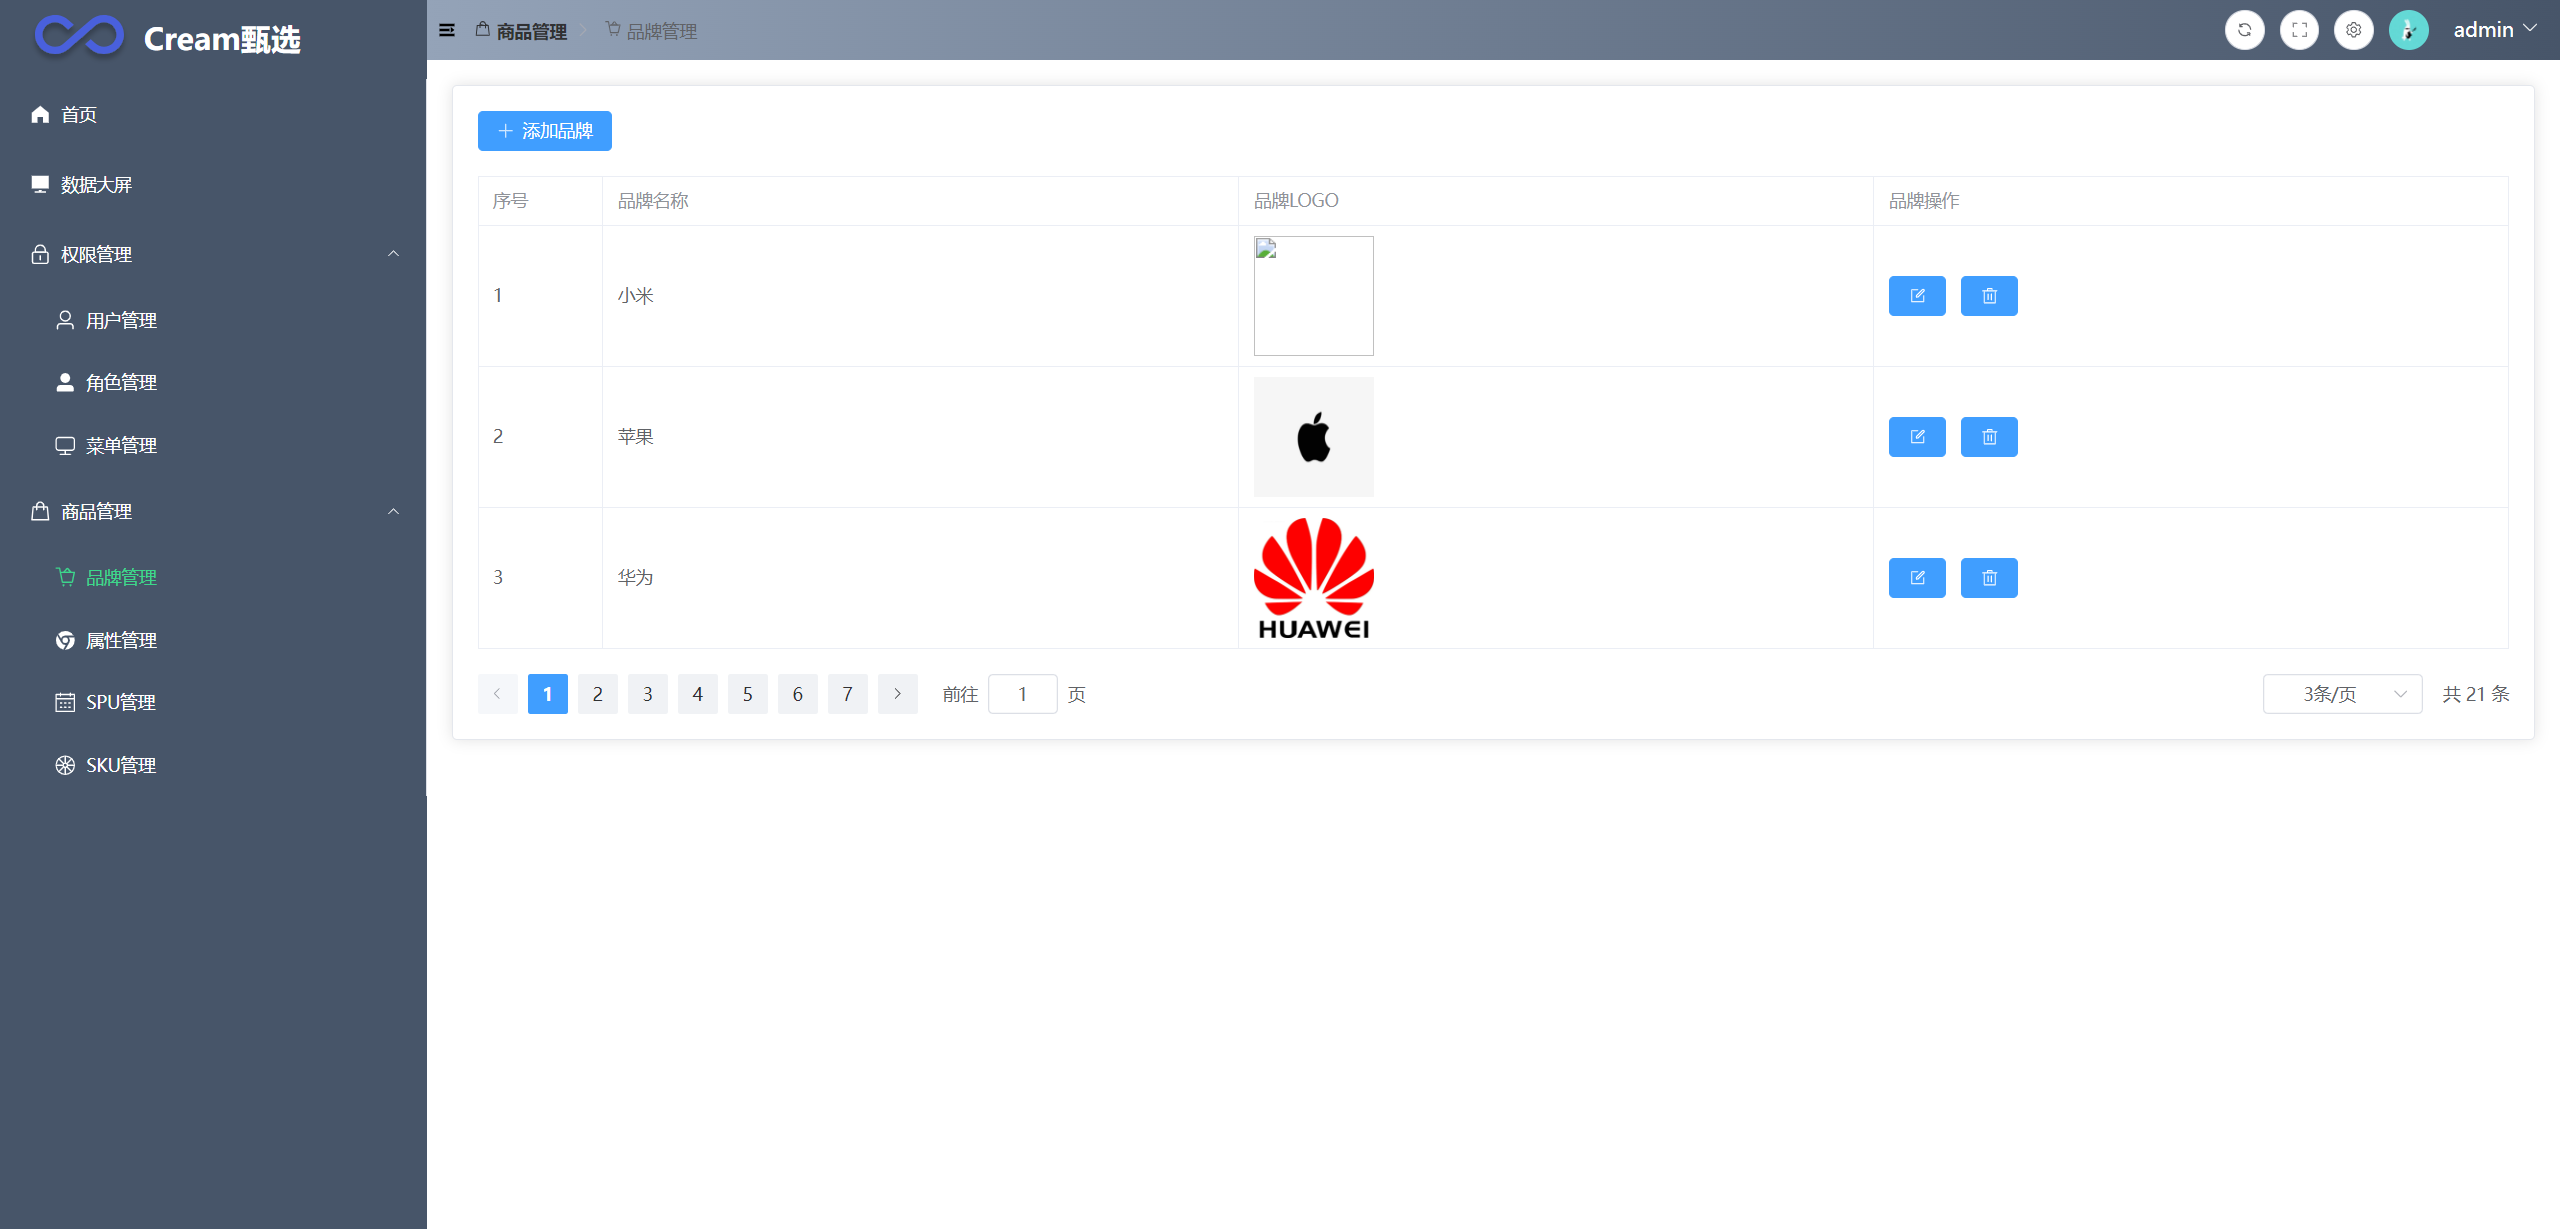 Cream甄选
首页
数据大屏
权限管理
用户管理
角色管理
菜单管理
商品管理
品牌管理
属性管理
SPU管理
SKU管理
商品管理 品牌管理
admin
添加品牌
序号 品牌名称 品牌LOGO 品牌操作
1 小米
2 苹果
3 华为
HUAWEI
1 2 3 4 5 6 7 前往 1 页 3条/页 共 21 条